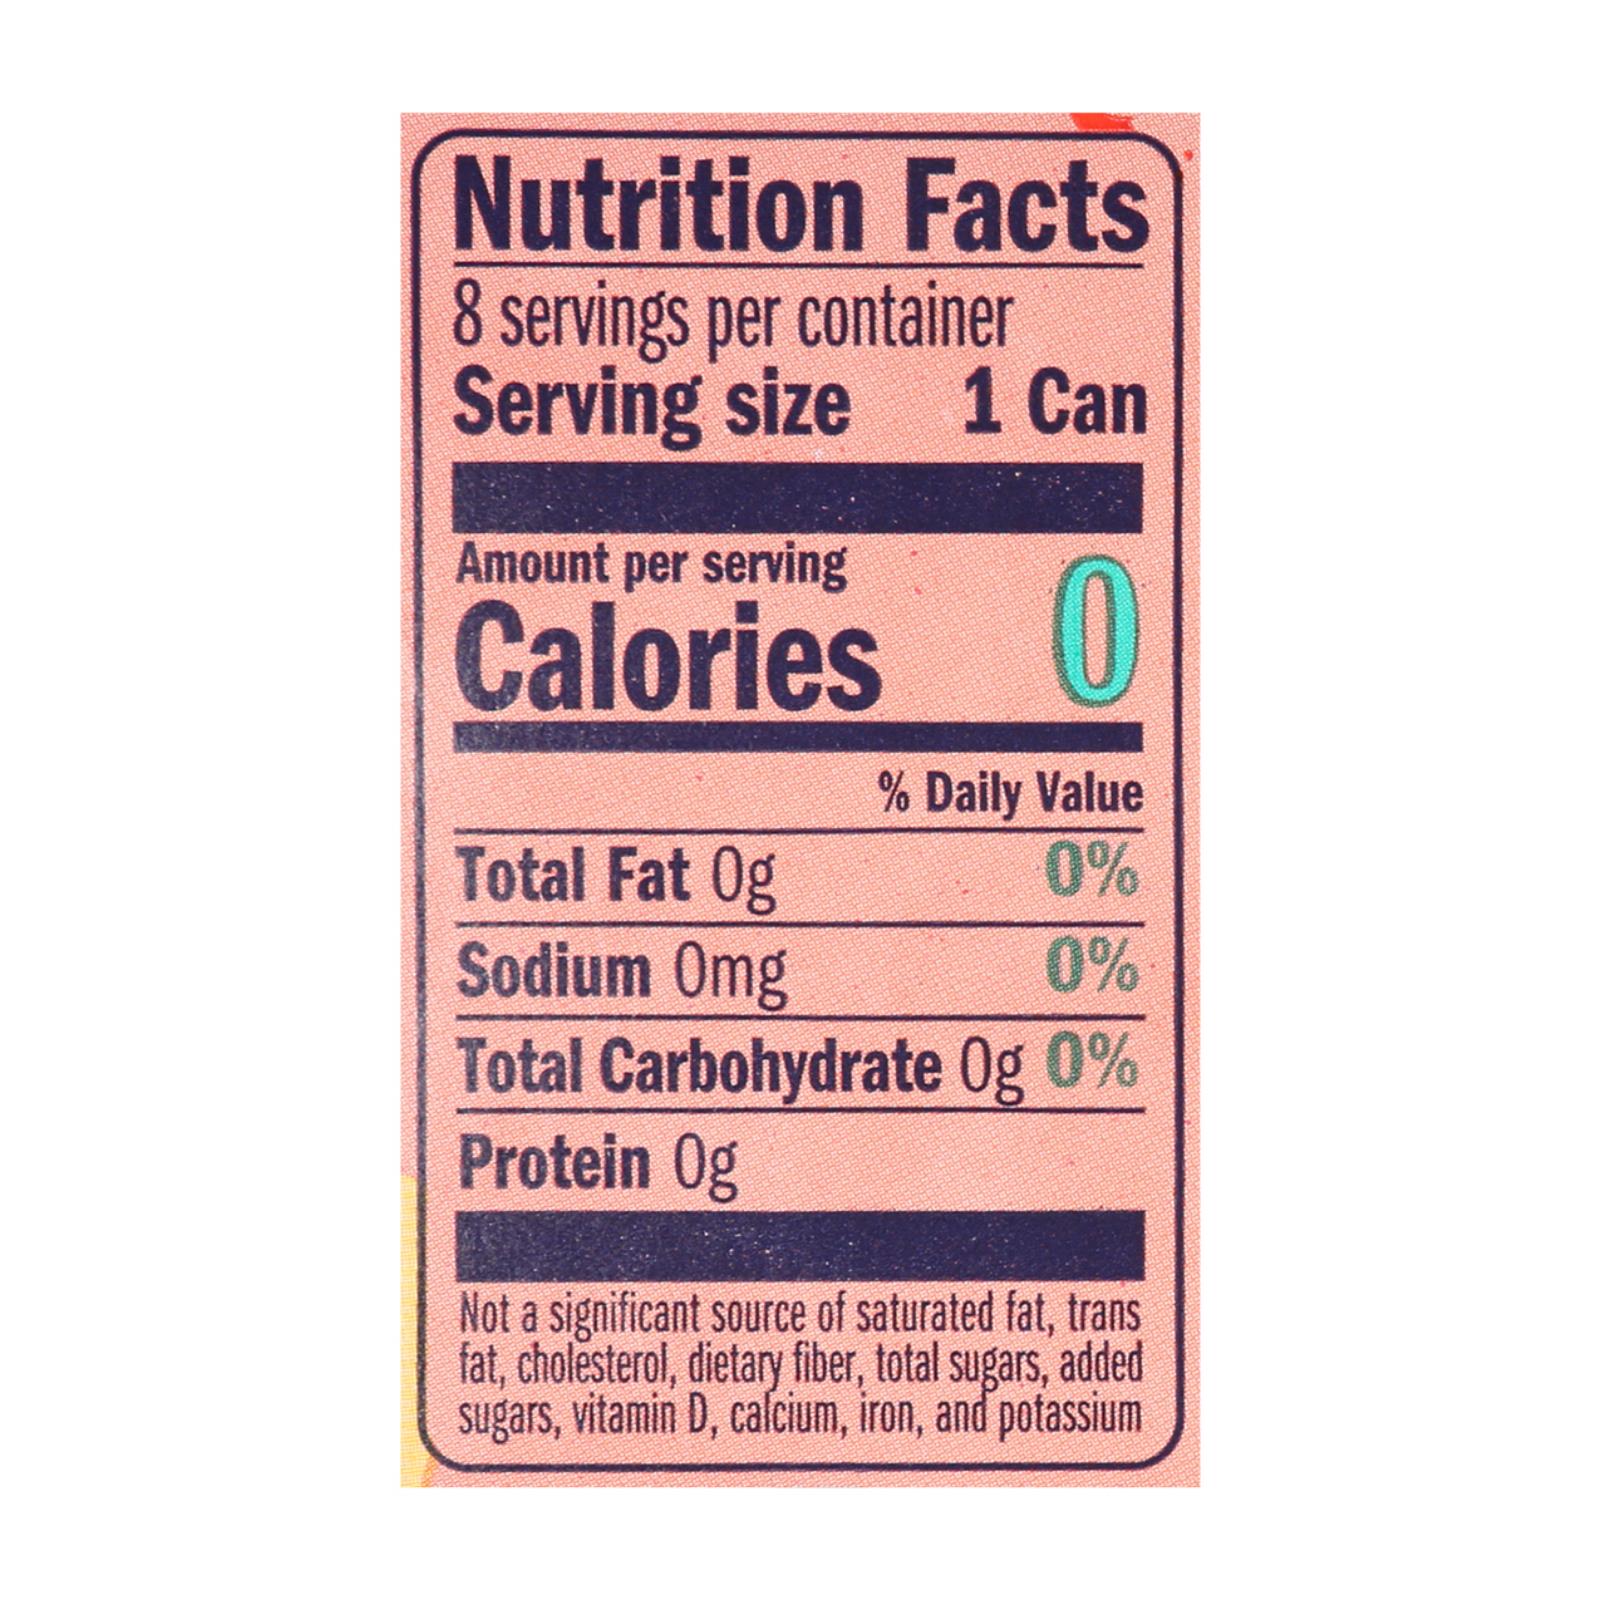 Nutrition Facts
8 servings per container
Serving size 1 Can
Amount per serving
Calories 0
% Daily Value
Total Fat 0g 0%
Sodium 0mg 0%
Total Carbohydrate 0g 0%
Protein 0g
Not a significant source of saturated fat, trans
fat, cholesterol, dietary fiber, total sugars, added
sugars, vitamin D, calcium, iron, and potassium